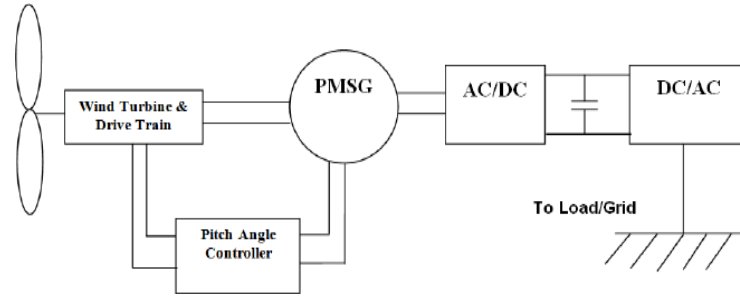 PMSG
AC/DC
DC/AC
Wind Turbine &
Drive Train
To Load/Grid
Pitch Angle
Controller